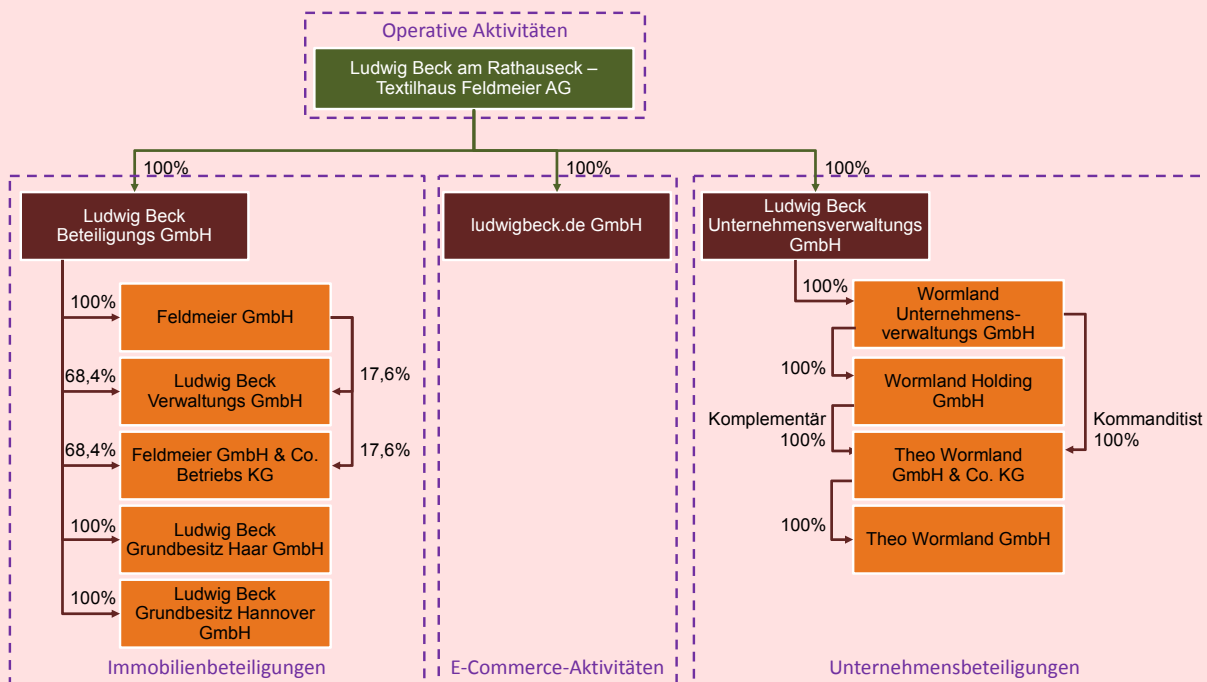 Operative Aktivitäten
Ludwig Beck am Rathauseck –
Textilhaus Feldmeier AG
100%
100%
100%
Ludwig Beck
Beteiligungs GmbH
100%
Feldmeier GmbH
68,4%
Ludwig Beck
Verwaltungs GmbH
17,6%
68,4%
Feldmeier GmbH & Co.
Betriebs KG
17,6%
100%
Ludwig Beck
Grundbesitz Haar GmbH
100%
Ludwig Beck
Grundbesitz Hannover
GmbH
Immobilienbeteiligungen
ludwigbeck.de GmbH
E-Commerce-Aktivitäten
Ludwig Beck
Unternehmensverwaltungs
GmbH
100%
Wormland
Unternehmens-
verwaltungs GmbH
100%
Wormland Holding
GmbH
Komplementär
100%
Kommanditist
100%
Theo Wormland
GmbH & Co. KG
100%
Theo Wormland GmbH
Unternehmensbeteiligungen